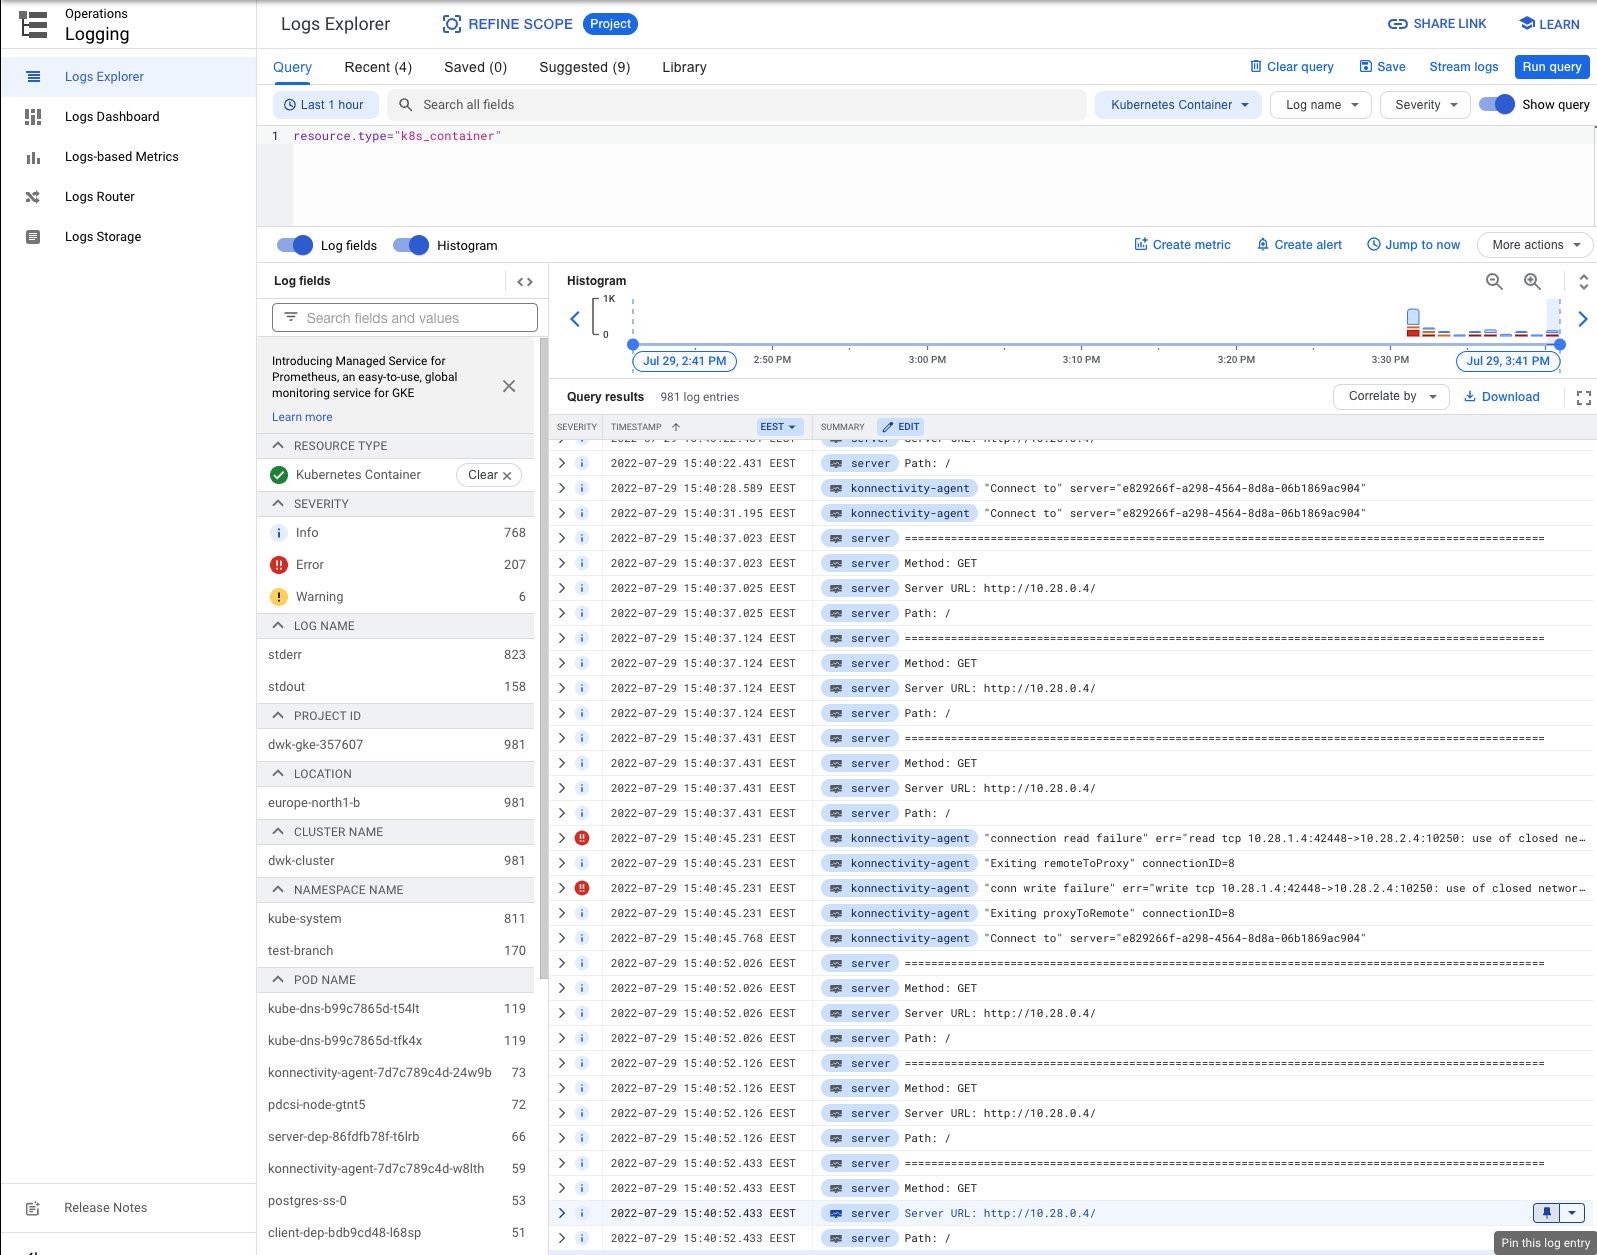 Operations
Logging
Logs Explorer
REFINE SCOPE
Project
SHARE LINK
LEARN
Logs Explorer
Logs Dashboard
Logs-based Metrics
Logs Router
Logs Storage
Release Notes
Query
Recent (4)
Saved (0)
Suggested (9)
Library
Clear query
Save
Stream logs
Run query
Last 1 hour
Search all fields
Kubernetes Container
Log name
Severity
Show query
1 resource.type="k8s_container"
Log fields
Histogram
Create metric
Create alert
Jump to now
More actions
Log fields
Search fields and values
Introducing Managed Service for
Prometheus, an easy-to-use, global
monitoring service for GKE
Learn more
RESOURCE TYPE
Kubernetes Container
Clear
SEVERITY
Info 768
Error 207
Warning 6
LOG NAME
stderr 823
stdout 158
PROJECT ID
dwk-gke-357607 981
LOCATION
europe-north1-b 981
CLUSTER NAME
dwk-cluster 981
NAMESPACE NAME
kube-system 811
test-branch 170
POD NAME
kube-dns-b99c7865d-t54lt 119
kube-dns-b99c7865d-tfk4x 119
konnectivity-agent-7d7c789c4d-24w9b 73
pdcsi-node-gtnt5 72
server-dep-86fdfb78f-t6lrb 66
konnectivity-agent-7d7c789c4d-w8lth 59
postgres-ss-0 53
client-dep-bdb9cd48-l68sp 51
Histogram
1K
0
Jul 29, 2:41 PM
2:50 PM
3:00 PM
3:10 PM
3:20 PM
3:30 PM
Jul 29, 3:41 PM
Query results 981 log entries
Correlate by
Download
SEVERITY TIMESTAMP EEST SUMMARY EDIT
2022-07-29 15:40:22.431 EEST server Server URL: http://10.28.0.4/
2022-07-29 15:40:22.431 EEST server Path: /
2022-07-29 15:40:28.589 EEST konnectivity-agent "Connect to" server="e829266f-a298-4564-8d8a-06b1869ac904"
2022-07-29 15:40:31.195 EEST konnectivity-agent "Connect to" server="e829266f-a298-4564-8d8a-06b1869ac904"
2022-07-29 15:40:37.023 EEST server =================================================================================================
2022-07-29 15:40:37.023 EEST server Method: GET
2022-07-29 15:40:37.025 EEST server Server URL: http://10.28.0.4/
2022-07-29 15:40:37.025 EEST server Path: /
2022-07-29 15:40:37.124 EEST server =================================================================================================
2022-07-29 15:40:37.124 EEST server Method: GET
2022-07-29 15:40:37.124 EEST server Server URL: http://10.28.0.4/
2022-07-29 15:40:37.124 EEST server Path: /
2022-07-29 15:40:37.431 EEST server =================================================================================================
2022-07-29 15:40:37.431 EEST server Method: GET
2022-07-29 15:40:37.431 EEST server Server URL: http://10.28.0.4/
2022-07-29 15:40:37.431 EEST server Path: /
2022-07-29 15:40:45.231 EEST konnectivity-agent "connection read failure" err="read tcp 10.28.1.4:42448->10.28.2.4:10250: use of closed ne…
2022-07-29 15:40:45.231 EEST konnectivity-agent "Exiting remoteToProxy" connectionID=8
2022-07-29 15:40:45.231 EEST konnectivity-agent "conn write failure" err="write tcp 10.28.1.4:42448->10.28.2.4:10250: use of closed networ…
2022-07-29 15:40:45.231 EEST konnectivity-agent "Exiting proxyToRemote" connectionID=8
2022-07-29 15:40:45.768 EEST konnectivity-agent "Connect to" server="e829266f-a298-4564-8d8a-06b1869ac904"
2022-07-29 15:40:52.026 EEST server =================================================================================================
2022-07-29 15:40:52.026 EEST server Method: GET
2022-07-29 15:40:52.026 EEST server Server URL: http://10.28.0.4/
2022-07-29 15:40:52.026 EEST server Path: /
2022-07-29 15:40:52.126 EEST server =================================================================================================
2022-07-29 15:40:52.126 EEST server Method: GET
2022-07-29 15:40:52.126 EEST server Server URL: http://10.28.0.4/
2022-07-29 15:40:52.126 EEST server Path: /
2022-07-29 15:40:52.433 EEST server =================================================================================================
2022-07-29 15:40:52.433 EEST server Method: GET
2022-07-29 15:40:52.433 EEST server Server URL: http://10.28.0.4/
2022-07-29 15:40:52.433 EEST server Path: /
Pin this log entry